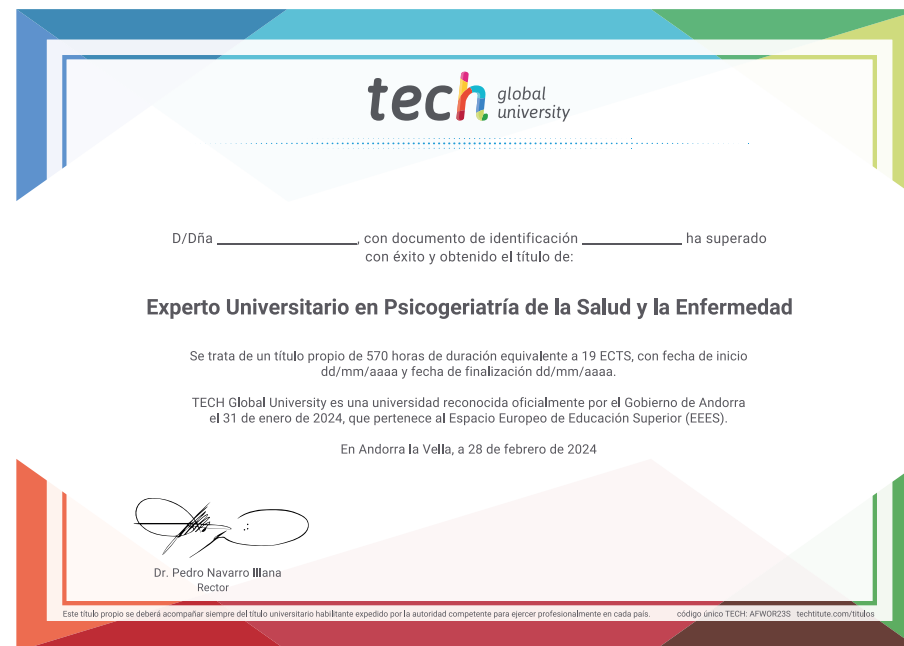 tech global university
D/Dña ____________________, con documento de identificación ______________ ha superado
con éxito y obtenido el título de:
Experto Universitario en Psicogeriatría de la Salud y la Enfermedad
Se trata de un título propio de 570 horas de duración equivalente a 19 ECTS, con fecha de inicio
dd/mm/aaaa y fecha de finalización dd/mm/aaaa.
TECH Global University es una universidad reconocida oficialmente por el Gobierno de Andorra
el 31 de enero de 2024, que pertenece al Espacio Europeo de Educación Superior (EEES).
En Andorra la Vella, a 28 de febrero de 2024
Dr. Pedro Navarro Illana
Rector
Este título propio se deberá acompañar siempre del título universitario habilitante expedido por la autoridad competente para ejercer profesionalmente en cada país. código único TECH: AFWOR23S techtitute.com/titulos